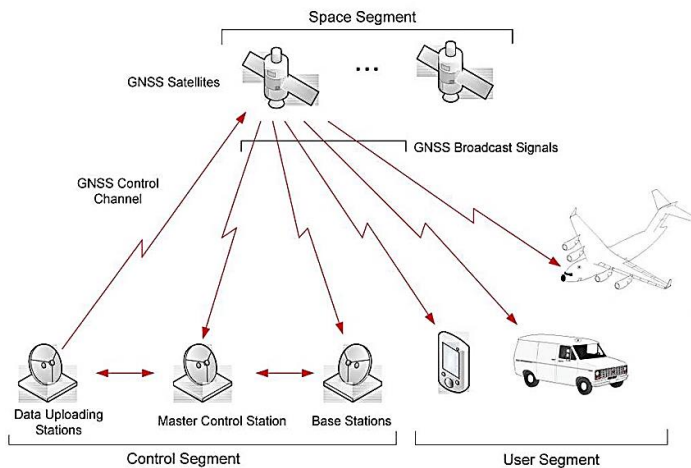 Space Segment
GNSS Satellites
...
GNSS Broadcast Signals
GNSS Control
Channel
Data Uploading
Stations
Master Control Station
Base Stations
Control Segment
User Segment